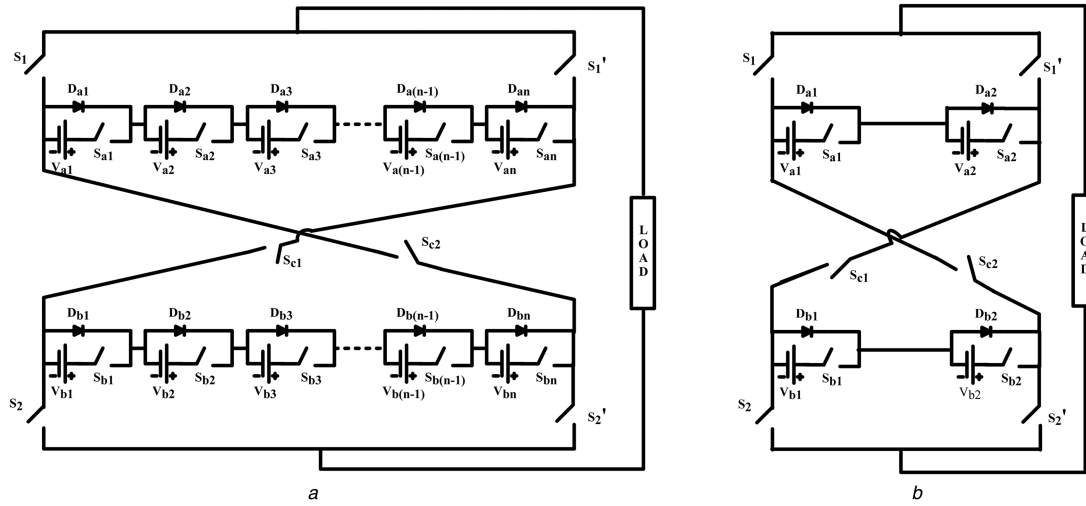 S1 S1'
Da1 Da2 Da3 Da(n-1) Dan
Sa1 Sa2 Sa3 Sa(n-1) San
Va1 Va2 Va3 Va(n-1) Van
Sc1 Sc2
LOAD
Db1 Db2 Db3 Db(n-1) Dbn
Sb1 Sb2 Sb3 Sb(n-1) Sbn
Vb1 Vb2 Vb3 Vb(n-1) Vbn
S2 S2'
a
S1 S1'
Da1 Da2
Sa1 Sa2
Va1 Va2
Sc1 Sc2
LOAD
Db1 Db2
Sb1 Sb2
Vb1 Vb2
S2 S2'
b